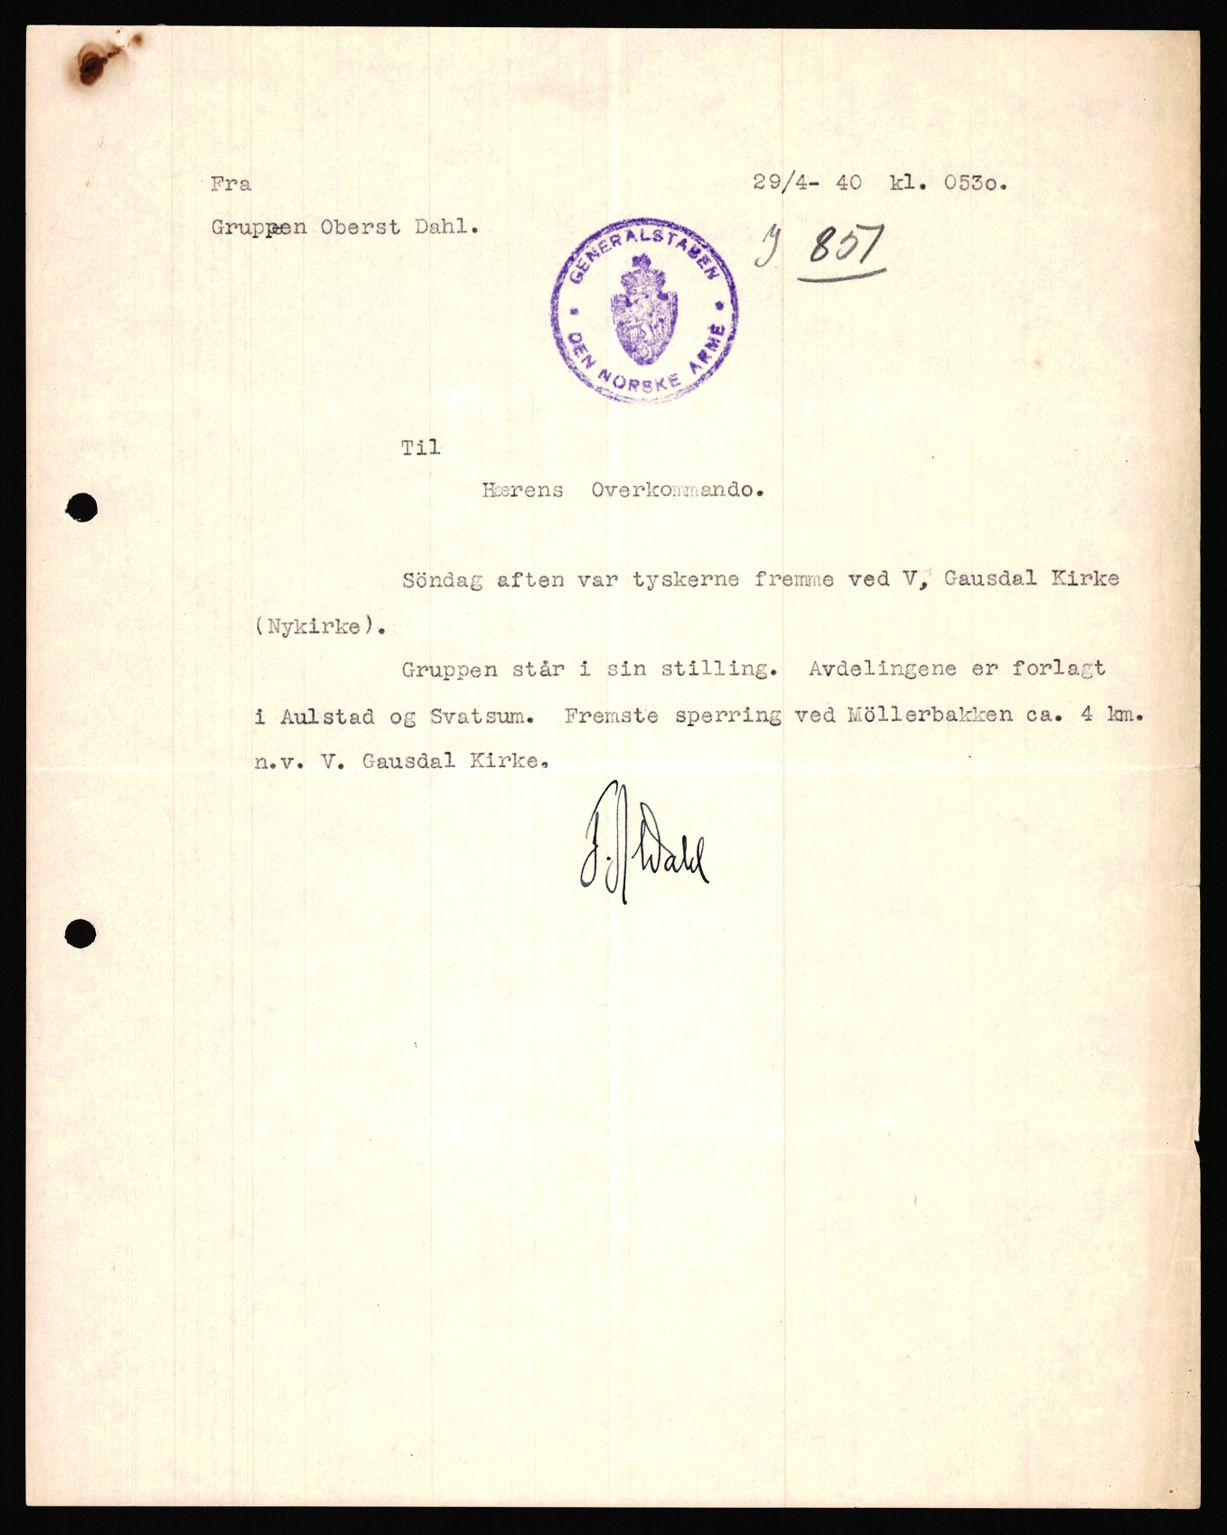 Fra 29/4- 40 kl. 053o.
Gruppen Oberst Dahl.
J 851
GENERALSTABEN
DEN NORSKE ARMÉ
Til
Hærens Overkommando.
Söndag aften var tyskerne fremme ved V, Gausdal Kirke
(Nykirke).
Gruppen står i sin stilling. Avdelingene er forlagt
i Aulstad og Svatsum. Fremste sperring ved Möllerbakken ca. 4 km.
n.v. V. Gausdal Kirke.
Dahl